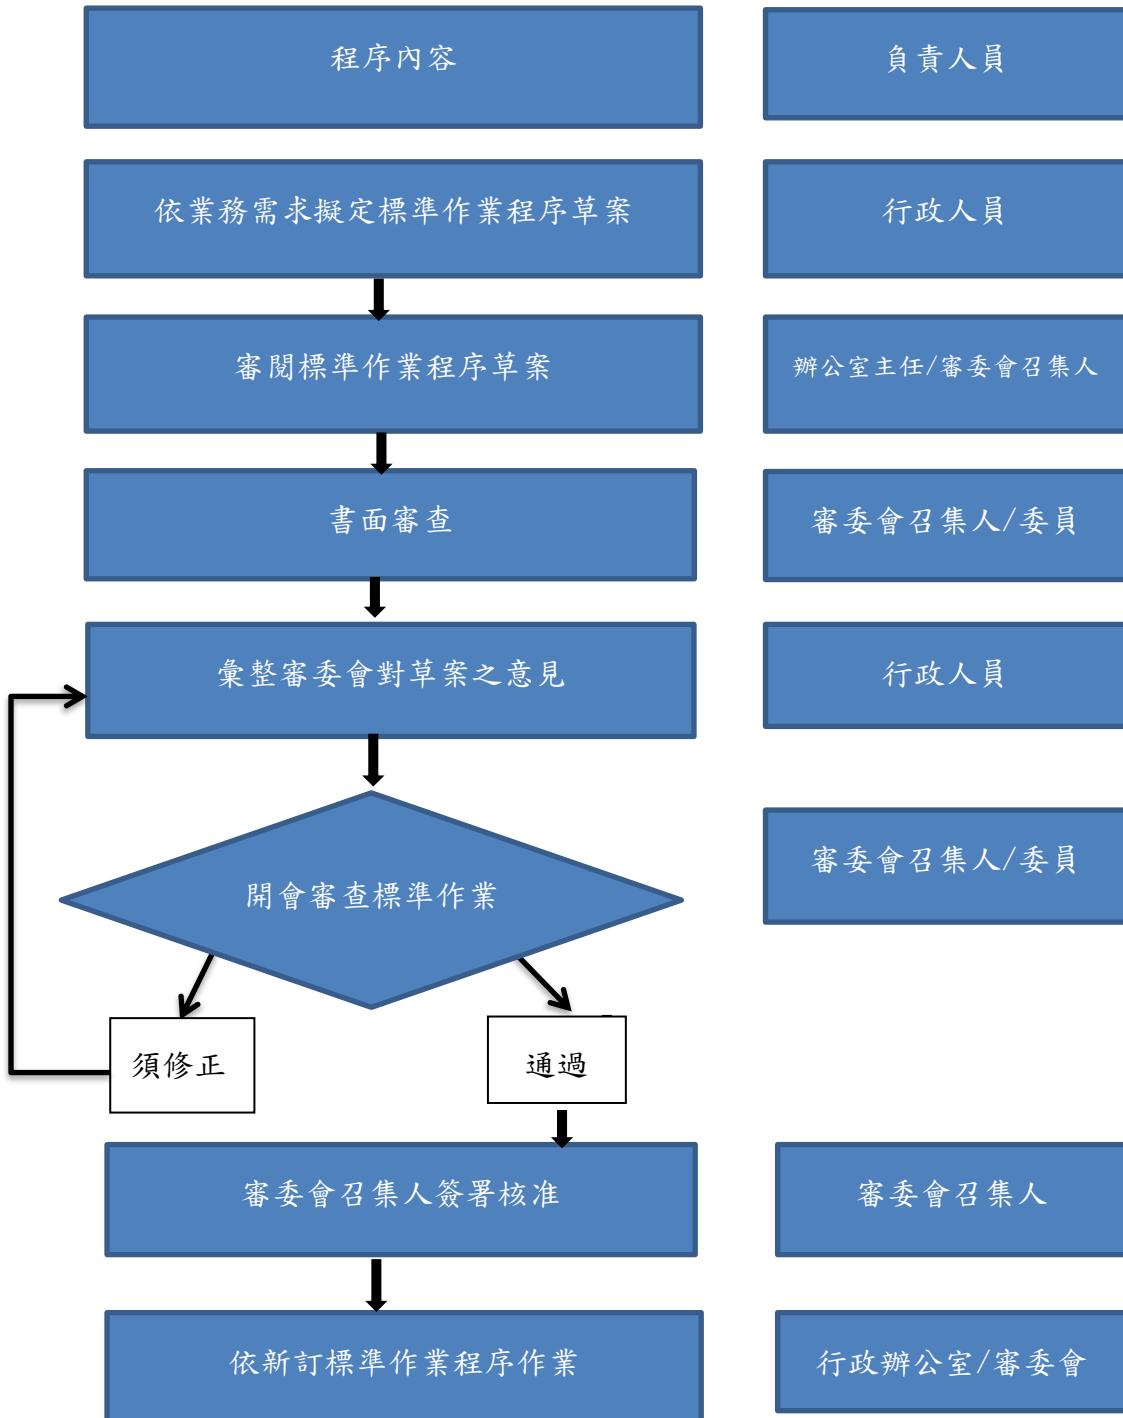 程序內容
負責人員
依業務需求擬定標準作業程序草案
行政人員
審閱標準作業程序草案
辦公室主任/審委會召集人
書面審查
審委會召集人/委員
彙整審委會對草案之意見
行政人員
開會審查標準作業
審委會召集人/委員
須修正
通過
審委會召集人簽署核准
審委會召集人
依新訂標準作業程序作業
行政辦公室/審委會